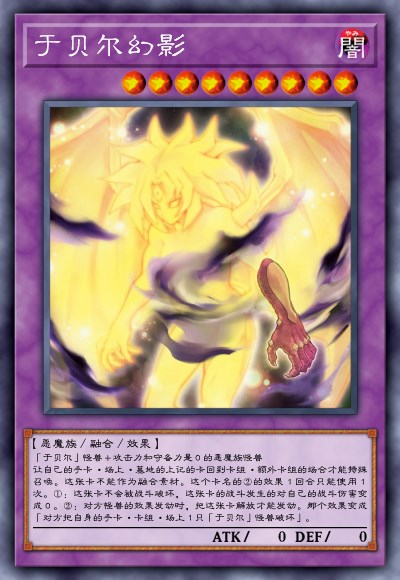 于贝尔幻影
やみ
闇
【恶魔族/融合/效果】
「于贝尔」怪兽＋攻击力和守备力是０的恶魔族怪兽
让自己的手卡·场上·墓地的上记的卡回到卡组·额外卡组的场合才能特殊
召唤。这张卡不能作为融合素材。这个卡名的②的效果１回合只能使用１
次。①：这张卡不会被战斗破坏，这张卡的战斗发生的对自己的战斗伤害变
成０。②：对方怪兽的效果发动时，把这张卡解放才能发动。那个效果变成
「对方把自身的手卡·卡组·场上１只「于贝尔」怪兽破坏」。
ATK/ 0 DEF/ 0